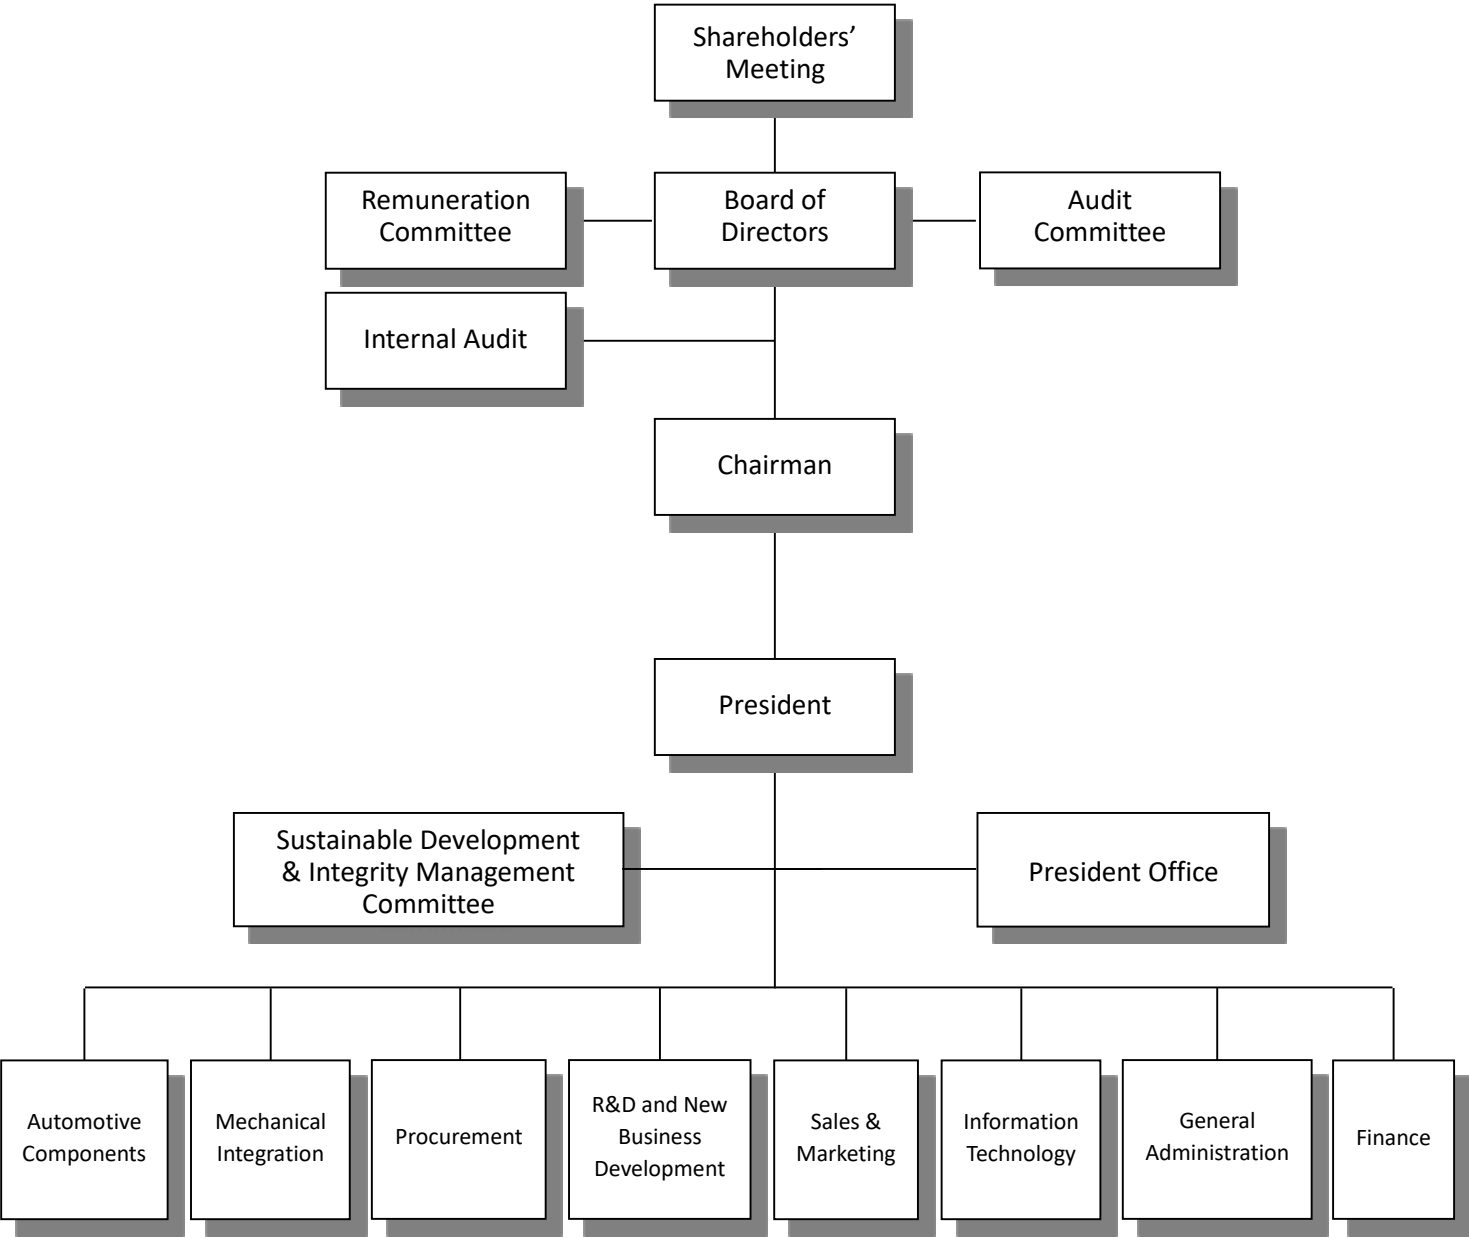 Shareholders’
Meeting
Remuneration
Committee
Board of
Directors
Audit
Committee
Internal Audit
Chairman
President
Sustainable Development
& Integrity Management
Committee
President Office
Automotive
Components
Mechanical
Integration
Procurement
R&D and New
Business
Development
Sales &
Marketing
Information
Technology
General
Administration
Finance